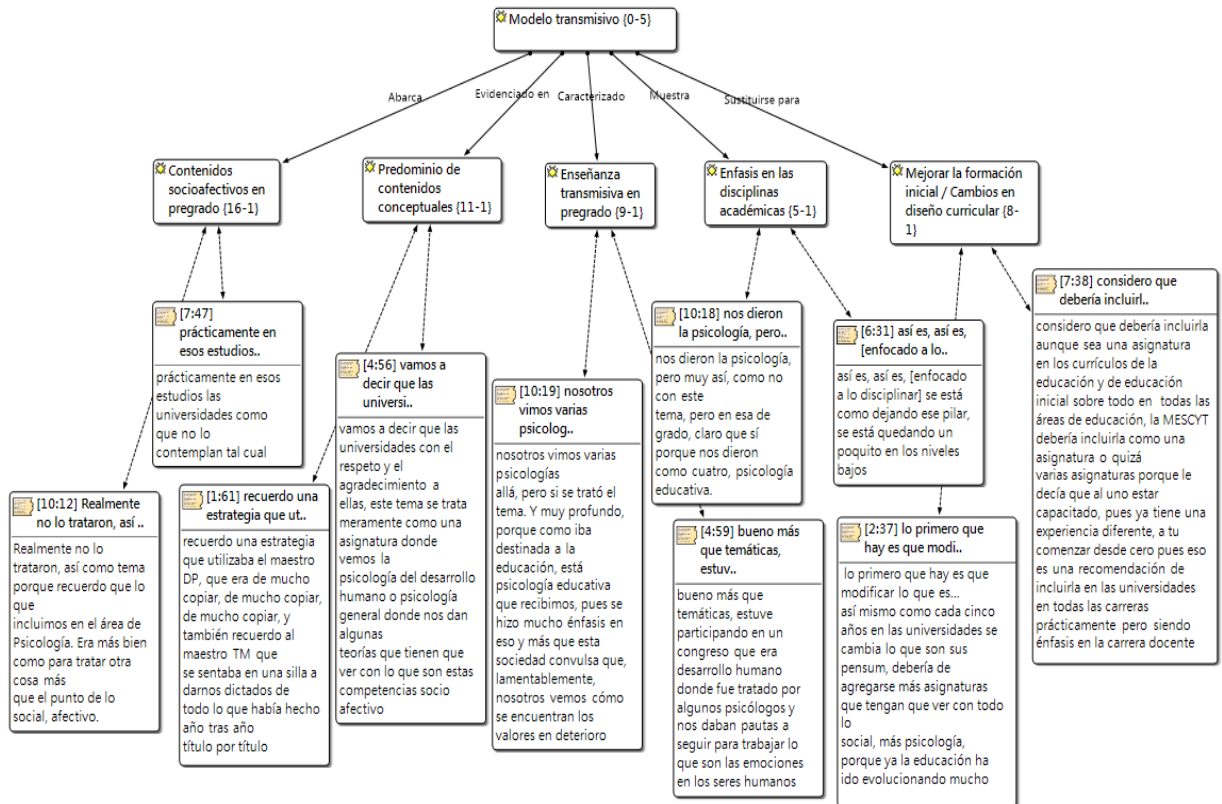 Modelo transmisivo {0-5}
Abarca
Evidenciado en
Caracterizado
Muestra
Sustituirse para
Contenidos
socioafectivos en
pregrado {16-1}
Predominio de
contenidos
conceptuales {11-1}
Enseñanza
transmisiva en
pregrado {9-1}
Enfasis en las
disciplinas
académicas {5-1}
Mejorar la formación
inicial / Cambios en
diseño curricular {8-
1}
[7:47]
prácticamente en
esos estudios..
prácticamente en esos
estudios las
universidades como
que no lo
contemplan tal cual
[10:12] Realmente
no lo trataron, así ..
Realmente no lo
trataron, así como tema
porque recuerdo que lo
que
incluimos en el área de
Psicología. Era más bien
como para tratar otra
cosa más
que el punto de lo
social, afectivo.
[1:61] recuerdo una
estrategia que ut..
recuerdo una estrategia
que utilizaba el maestro
DP, que era de mucho
copiar, de mucho copiar,
de mucho copiar, y
también recuerdo al
maestro TM que
se sentaba en una silla a
darnos dictados de
todo lo que había hecho
año tras año
título por título
[4:56] vamos a
decir que las
universi..
vamos a decir que las
universidades con el
respeto y el
agradecimiento a
ellas, este tema se trata
meramente como una
asignatura donde
vemos la
psicología del desarrollo
humano o psicología
general donde nos dan
algunas
teorías que tienen que
ver con lo que son estas
competencias socio
afectivo
[10:19] nosotros
vimos varias
psicolog..
nosotros vimos varias
psicologías
allá, pero si se trató el
tema. Y muy profundo,
porque como iba
destinada a la
educación, está
psicología educativa
que recibimos, pues se
hizo mucho énfasis en
eso y más que esta
sociedad convulsa que,
lamentablemente,
nosotros vemos cómo
se encuentran los
valores en deterioro
[10:18] nos dieron
la psicología, pero..
nos dieron la psicología,
pero muy así, como no
con este
tema, pero en esa de
grado, claro que sí
porque nos dieron
como cuatro, psicología
educativa.
[4:59] bueno más
que temáticas,
estuv..
bueno más que
temáticas, estuve
participando en un
congreso que era
desarrollo humano
donde fue tratado por
algunos psicólogos y
nos daban pautas a
seguir para trabajar lo
que son las emociones
en los seres humanos
[6:31] así es, así es,
[enfocado a lo..
así es, así es, [enfocado
a lo disciplinar] se está
como dejando ese pilar,
se está quedando un
poquito en los niveles
bajos
[2:37] lo primero que
hay es que modi..
lo primero que hay es que
modificar lo que es...
así mismo como cada cinco
años en las universidades se
cambia lo que son sus
pensum, debería de
agregarse más asignaturas
que tengan que ver con todo
lo
social, más psicología,
porque ya la educación ha
ido evolucionando mucho
[7:38] considero que
debería incluirl..
considero que debería incluirla
aunque sea una asignatura
en los currículos de la
educación y de educación
inicial sobre todo en todas las
áreas de educación, la MESCYT
debería incluirla como una
asignatura o quizá
varias asignaturas porque le
decía que al uno estar
capacitado, pues ya tiene una
experiencia diferente, a tu
comenzar desde cero pues eso
es una recomendación de
incluirla en las universidades
en todas las carreras
prácticamente pero siendo
énfasis en la carrera docente